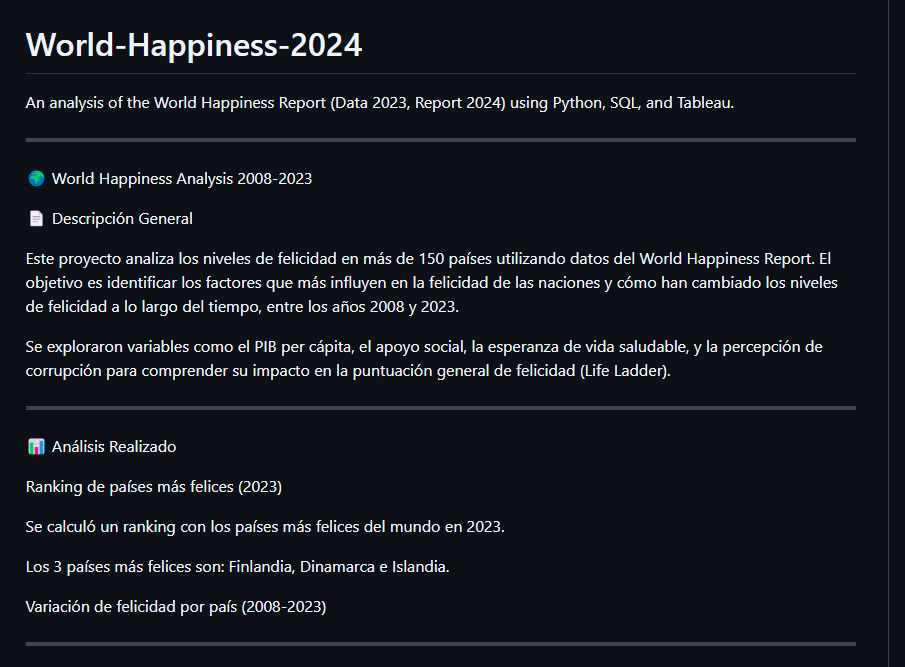 World-Happiness-2024
An analysis of the World Happiness Report (Data 2023, Report 2024) using Python, SQL, and Tableau.
🌍 World Happiness Analysis 2008-2023
📄 Descripción General
Este proyecto analiza los niveles de felicidad en más de 150 países utilizando datos del World Happiness Report. El
objetivo es identificar los factores que más influyen en la felicidad de las naciones y cómo han cambiado los niveles
de felicidad a lo largo del tiempo, entre los años 2008 y 2023.
Se exploraron variables como el PIB per cápita, el apoyo social, la esperanza de vida saludable, y la percepción de
corrupción para comprender su impacto en la puntuación general de felicidad (Life Ladder).
📊 Análisis Realizado
Ranking de países más felices (2023)
Se calculó un ranking con los países más felices del mundo en 2023.
Los 3 países más felices son: Finlandia, Dinamarca e Islandia.
Variación de felicidad por país (2008-2023)